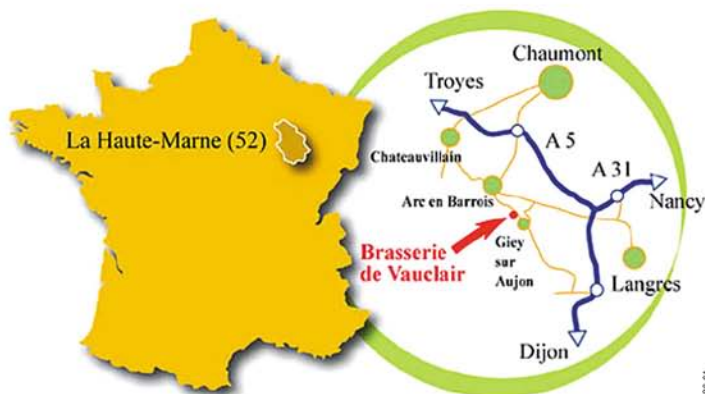 La Haute-Marne (52)
Chaumont
Troyes
A 5
Chateauvillain
A 31
Nancy
Arc en Barrois
Brasserie
de Vauclair
Giey
sur
Aujon
Langres
Dijon